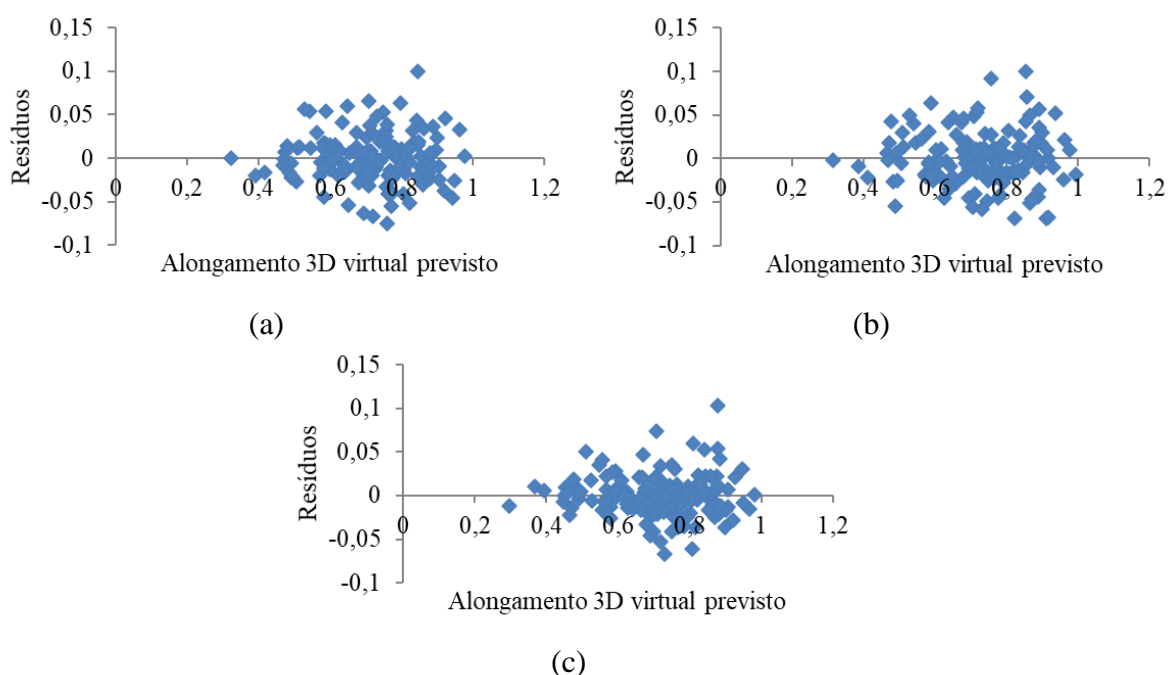 0,15
0,1
0,05
0
-0,05
-0,1
Resíduos
0 0,2 0,4 0,6 0,8 1 1,2
Alongamento 3D virtual previsto
(a)
0,15
0,1
0,05
0
-0,05
-0,1
Resíduos
0 0,2 0,4 0,6 0,8 1 1,2
Alongamento 3D virtual previsto
(b)
0,15
0,1
0,05
0
-0,05
-0,1
Resíduos
0 0,2 0,4 0,6 0,8 1 1,2
Alongamento 3D virtual previsto
(c)